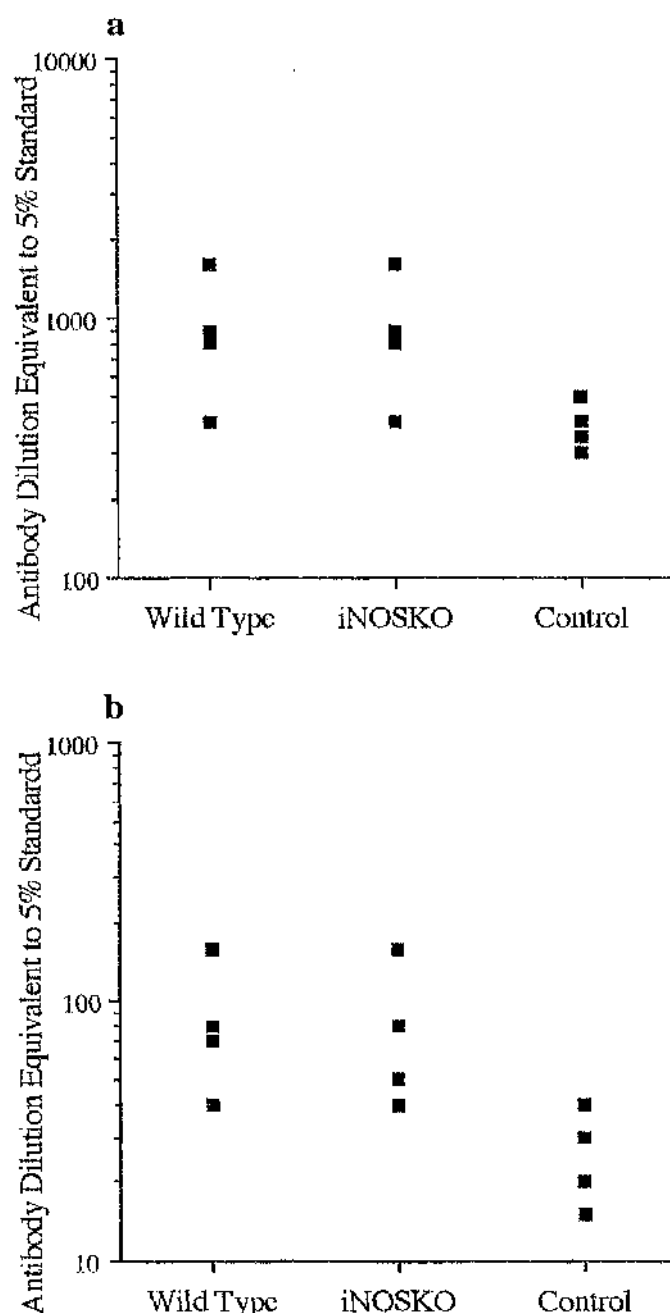 a
Antibody Dilution Equivalent to 5% Standard
10000
1000
100
Wild Type
iNOSKO
Control
b
Antibody Dilution Equivalent to 5% Standardd
1000
100
10
Wild Type
iNOSKO
Control